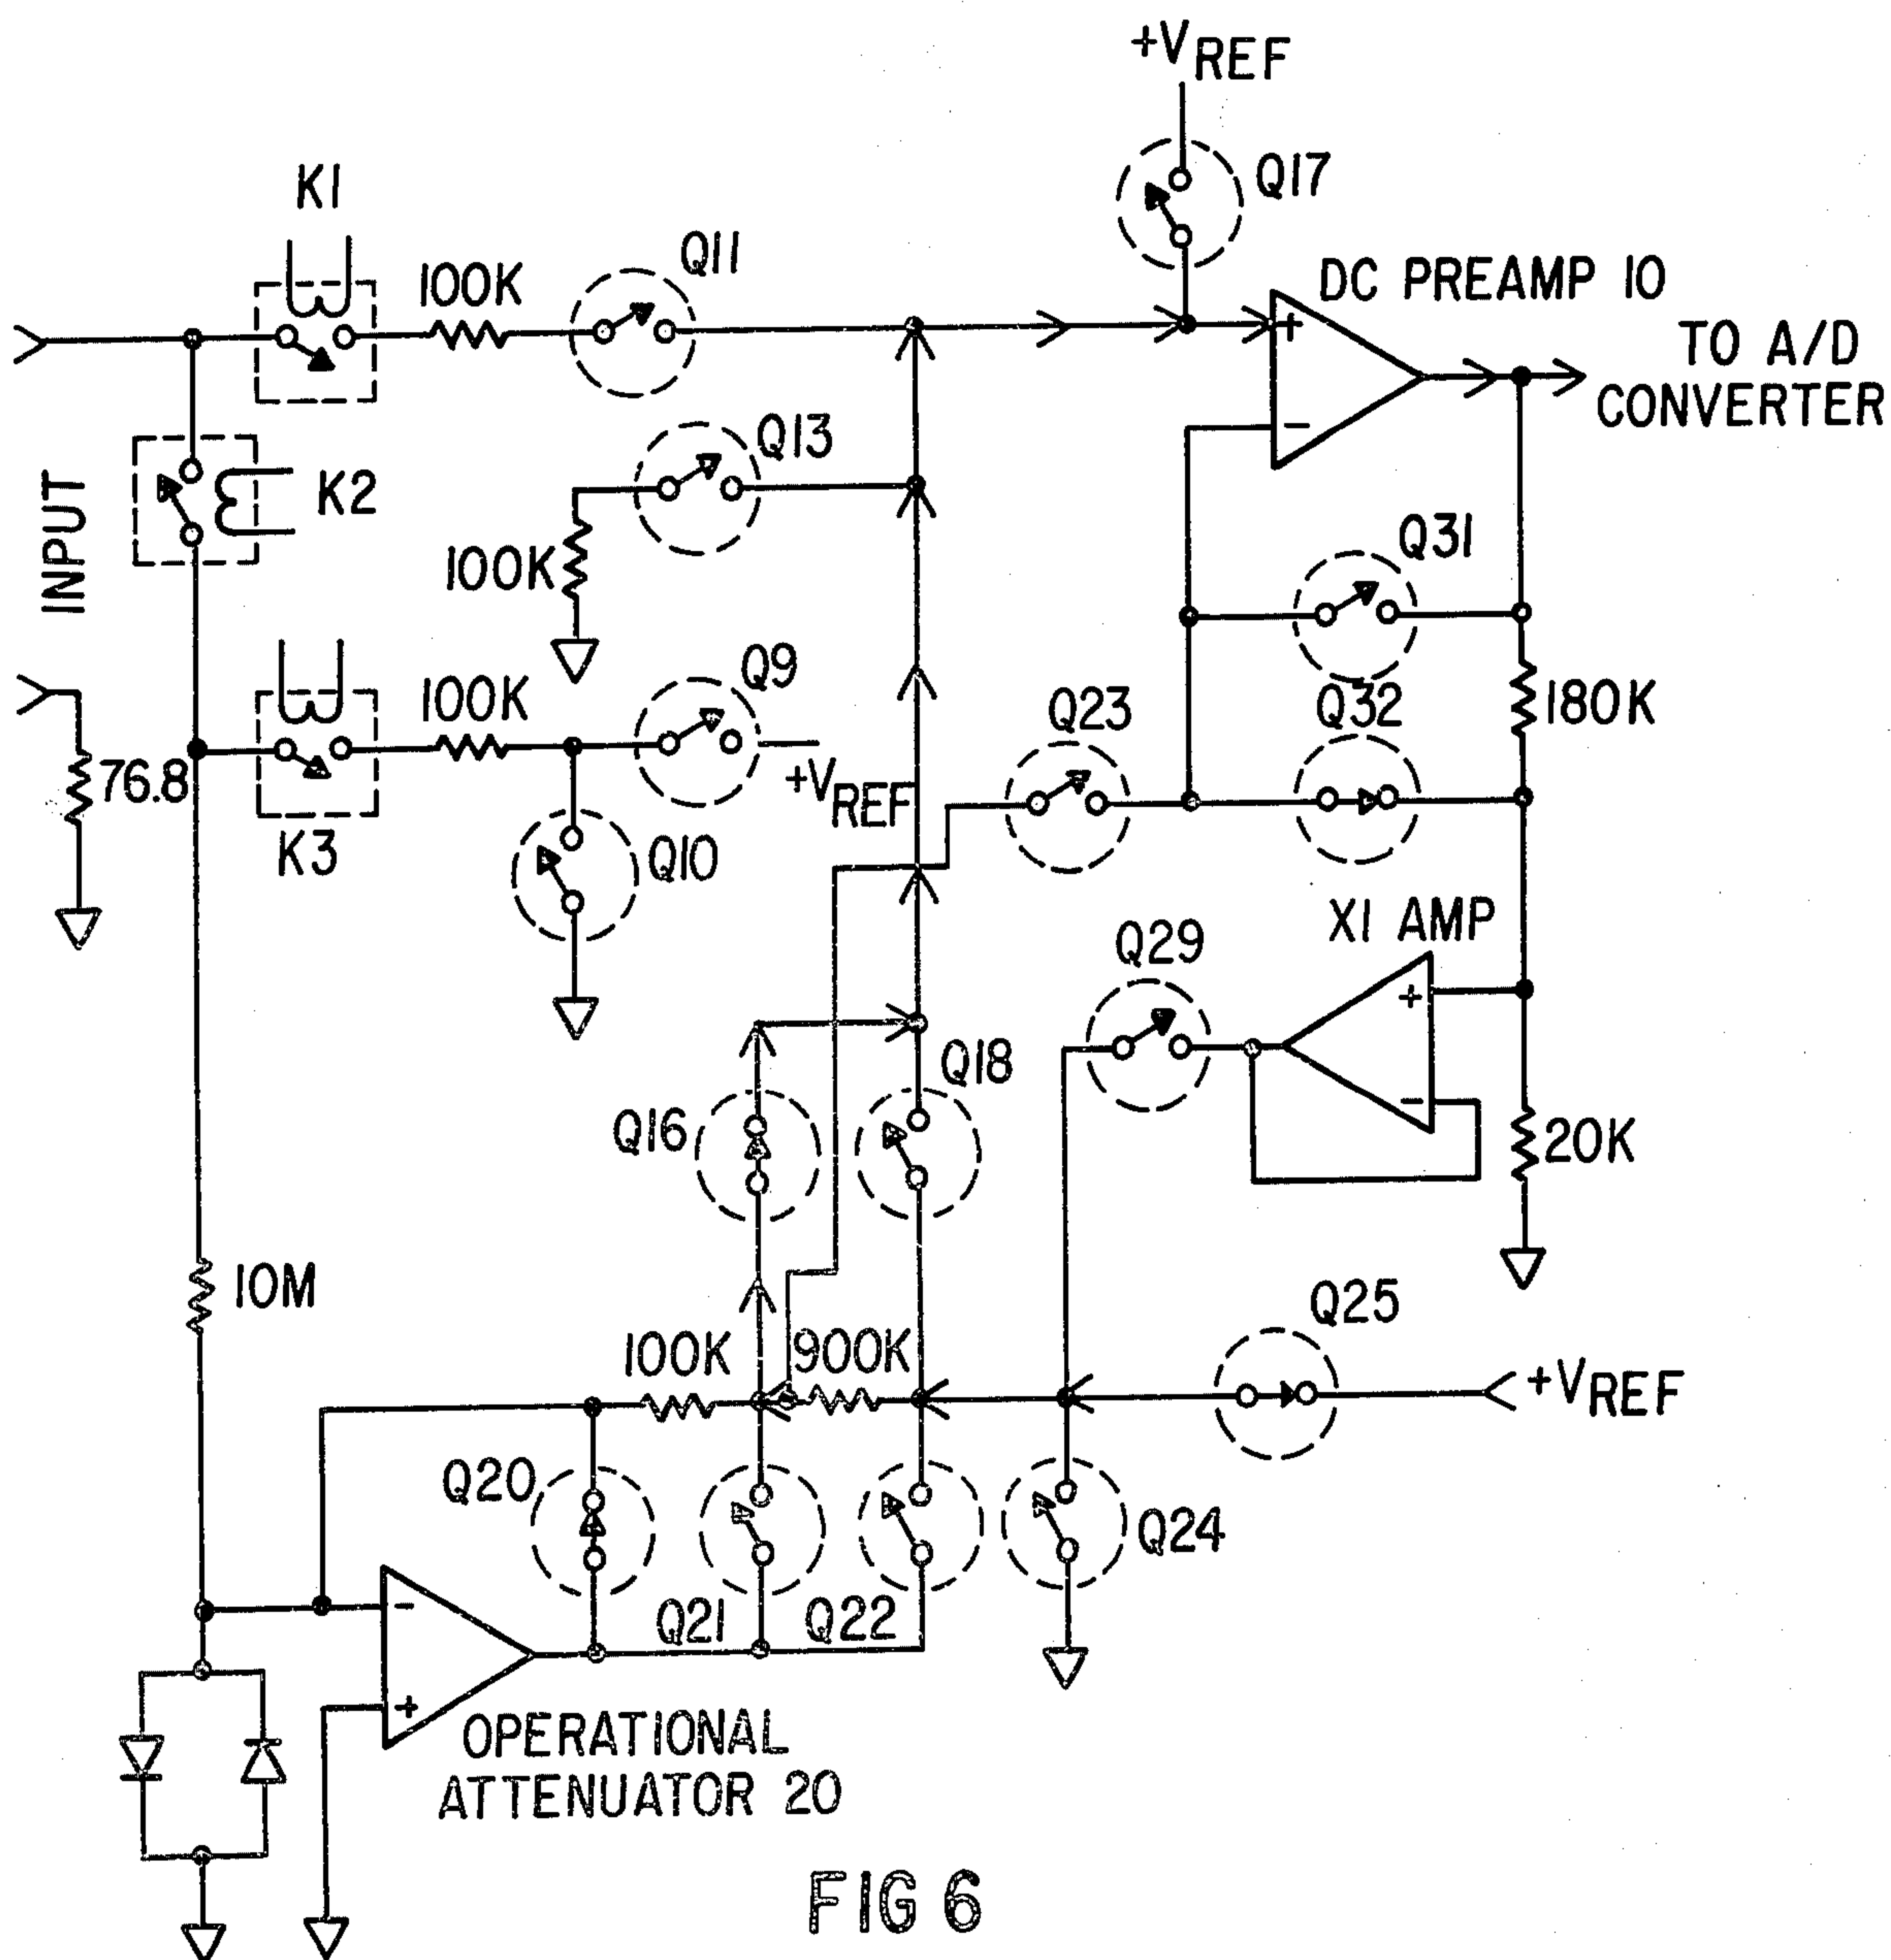 +VREF
Q17
K1
100K
Q11
DC PREAMP 10
+
-
TO A/D
CONVERTER
Q13
K2
INPUT
100K
Q31
Q9
100K
Q23
Q32
180K
76.8
+VREF
K3
Q10
X1 AMP
Q29
+
-
Q18
Q16
20K
10M
Q25
100K
900K
+VREF
Q20
Q24
-
Q21
Q22
+
OPERATIONAL
ATTENUATOR 20
FIG 6